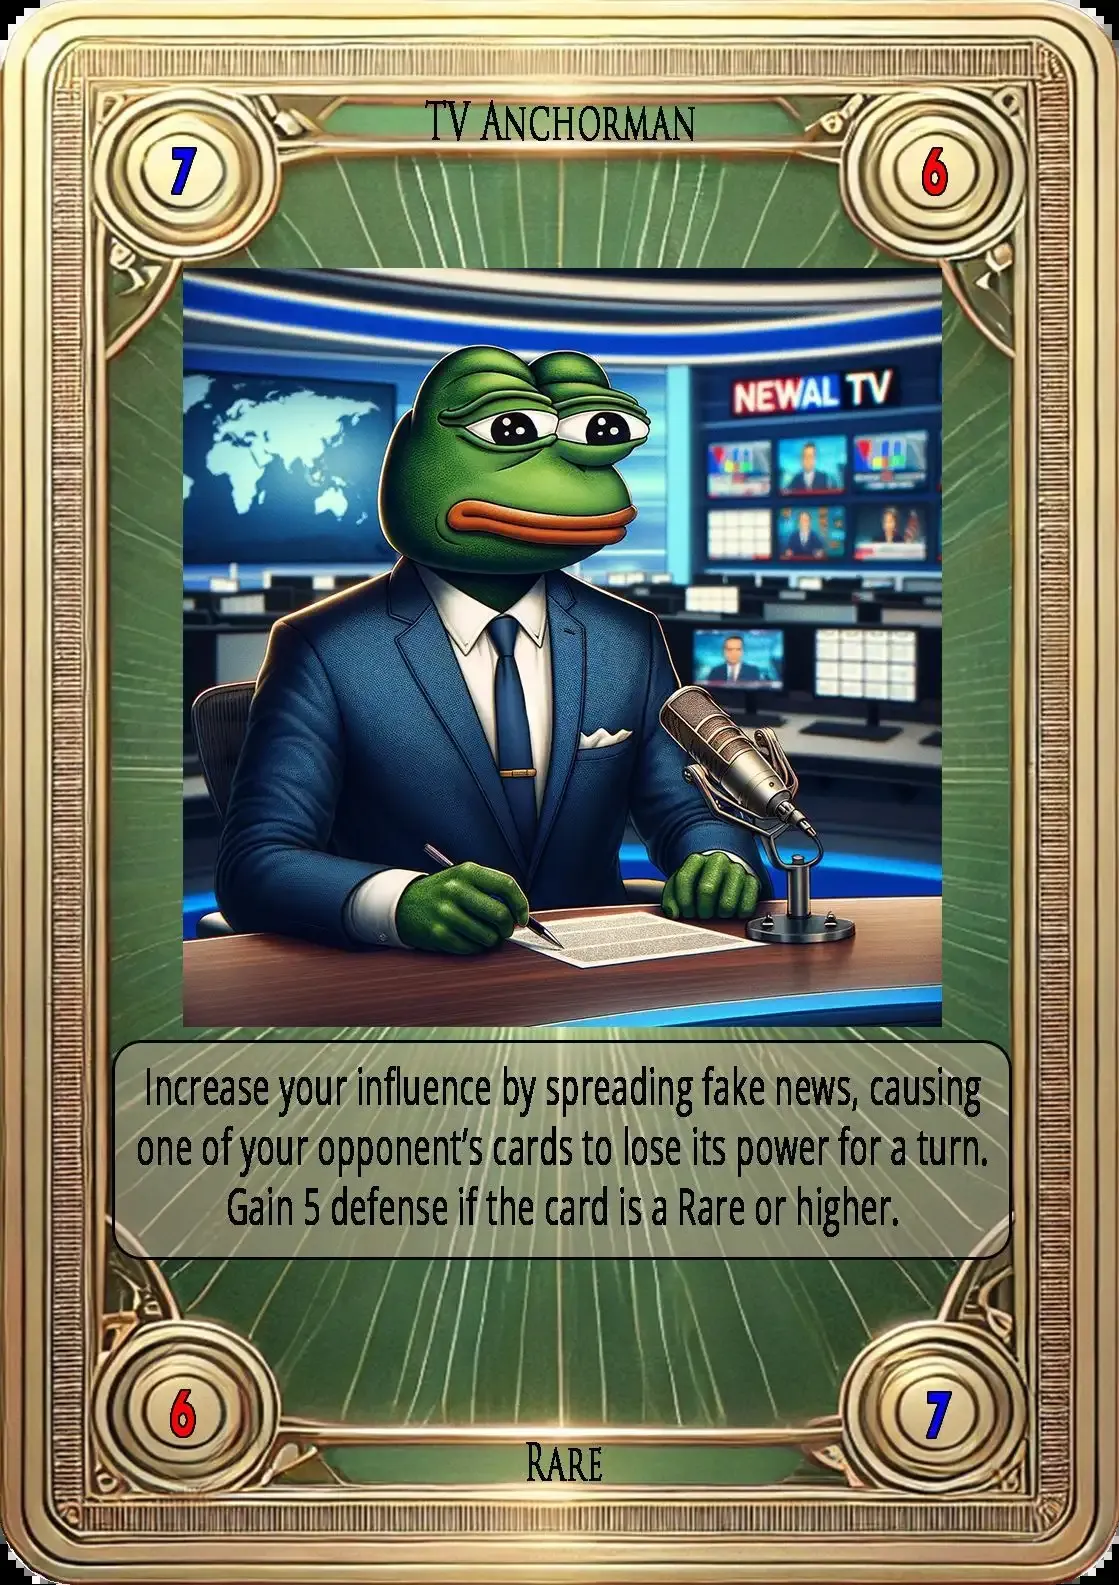 TV Anchorman
7
6
NEWAL TV
Increase your influence by spreading fake news, causing
one of your opponent's cards to lose its power for a turn.
Gain 5 defense if the card is a Rare or higher.
6
7
Rare